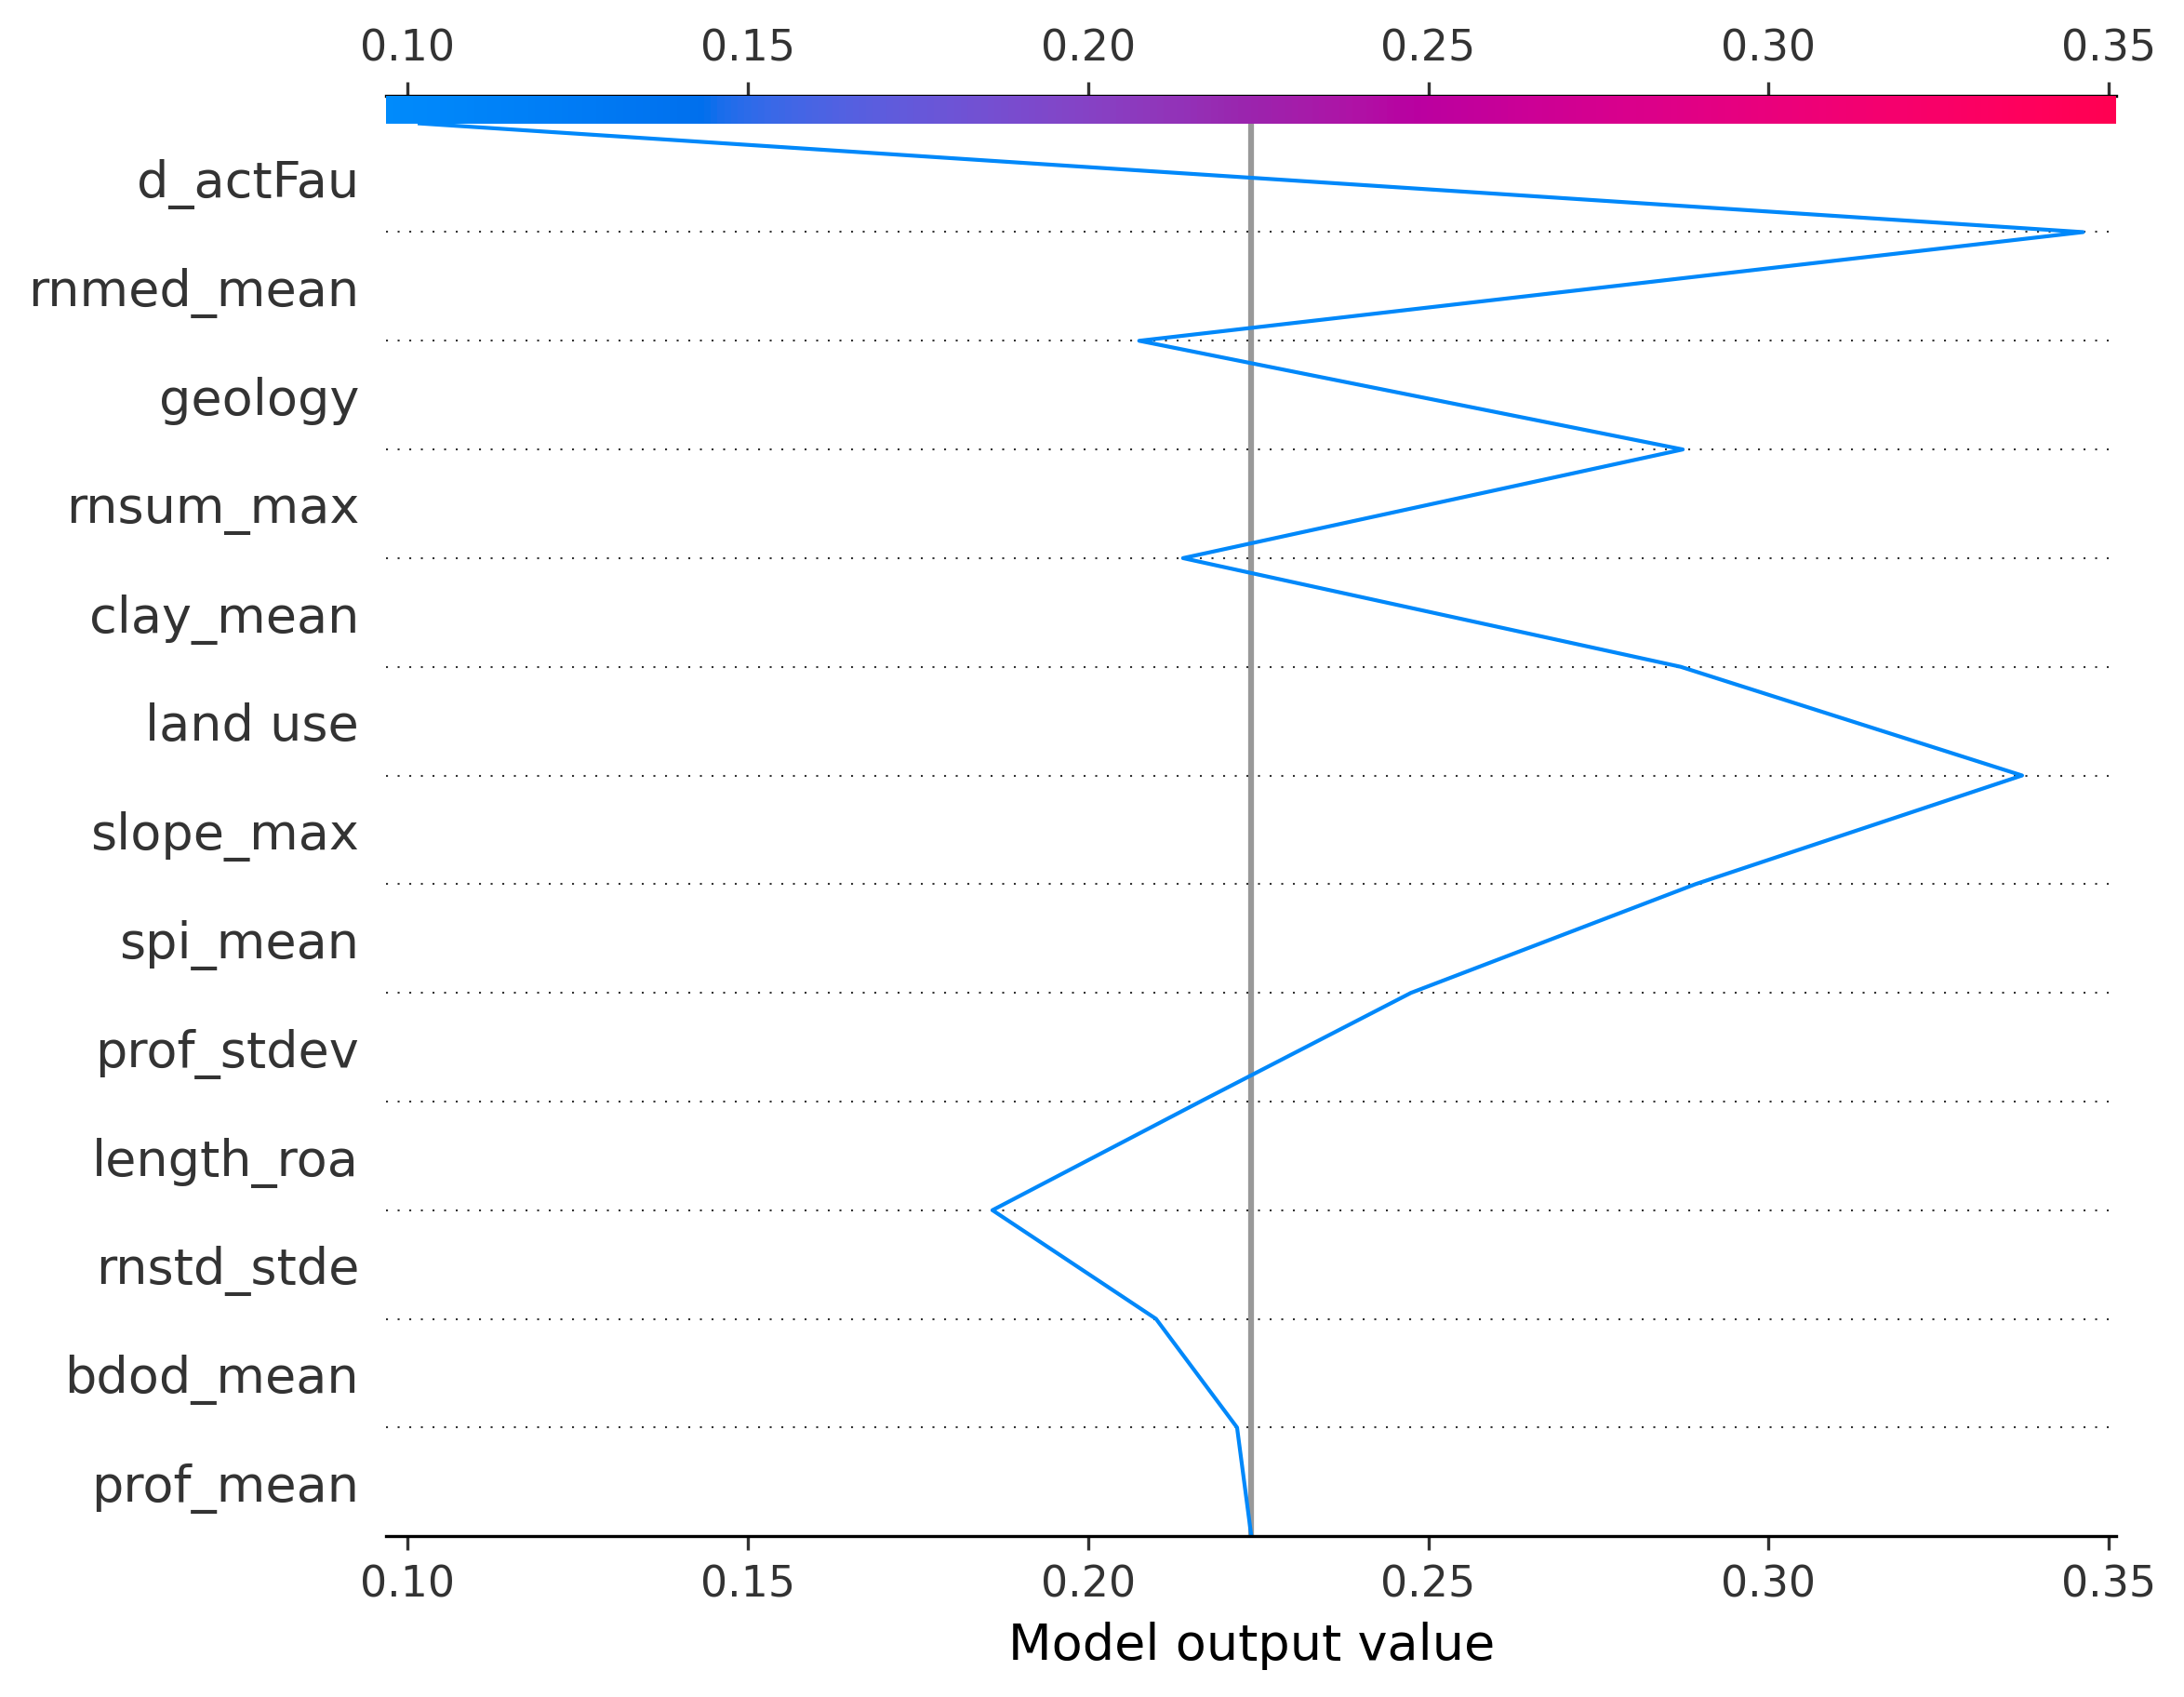 0.10 0.15 0.20 0.25 0.30 0.35
d_actFau
rnmed_mean
geology
rnsum_max
clay_mean
land use
slope_max
spi_mean
prof_stdev
length_roa
rnstd_stde
bdod_mean
prof_mean
0.10 0.15 0.20 0.25 0.30 0.35
Model output value